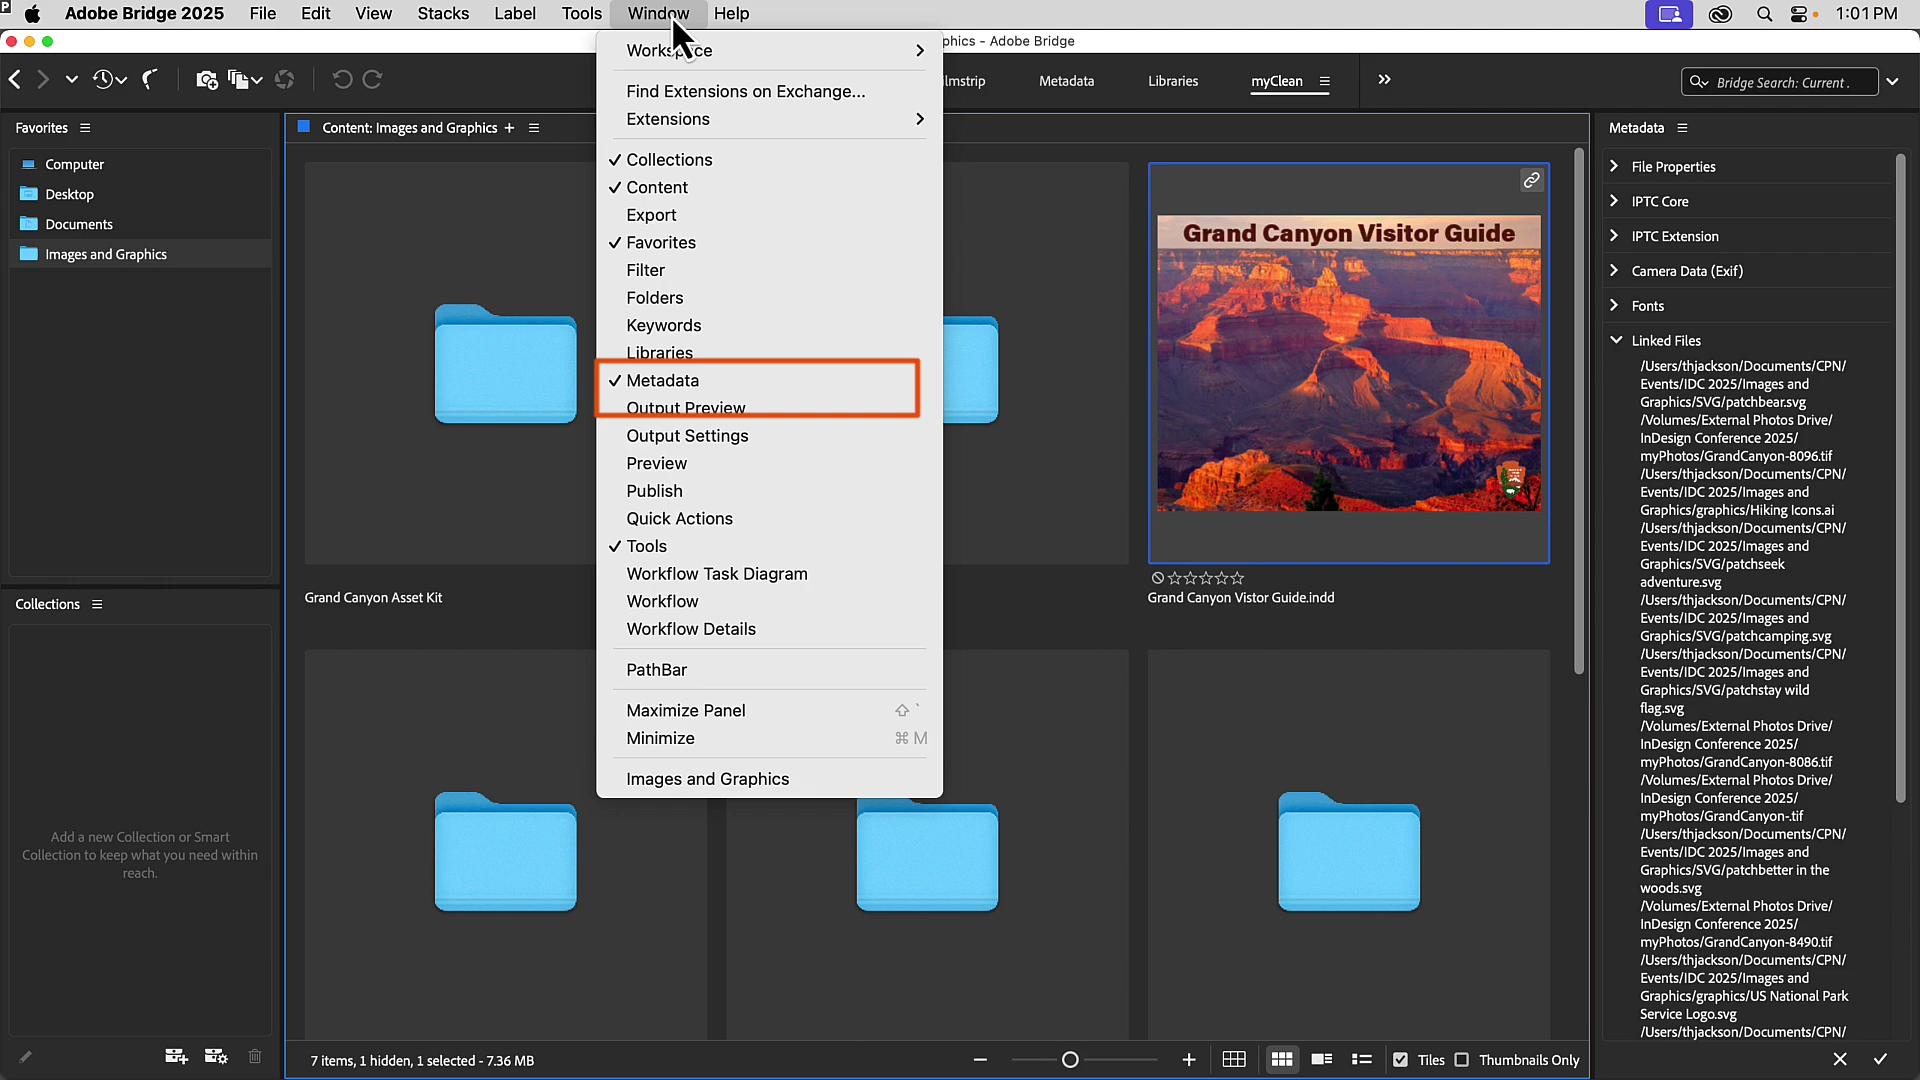 Adobe Bridge 2025 File Edit View Stacks Label Tools Window Help 1:01 PM
phics - Adobe Bridge
lmstrip Metadata Libraries myClean Bridge Search: Current .
Favorites
Computer
Desktop
Documents
Images and Graphics
Collections
Add a new Collection or Smart
Collection to keep what you need within
reach.
Content: Images and Graphics
Grand Canyon Asset Kit
Grand Canyon Visitor Guide
Grand Canyon Vistor Guide.indd
7 items, 1 hidden, 1 selected - 7.36 MB
Tiles Thumbnails Only
Workspace
Find Extensions on Exchange...
Extensions
Collections
Content
Export
Favorites
Filter
Folders
Keywords
Libraries
Metadata
Output Preview
Output Settings
Preview
Publish
Quick Actions
Tools
Workflow Task Diagram
Workflow
Workflow Details
PathBar
Maximize Panel ⇧ `
Minimize ⌘ M
Images and Graphics
Metadata
File Properties
IPTC Core
IPTC Extension
Camera Data (Exif)
Fonts
Linked Files
/Users/thjackson/Documents/CPN/
Events/IDC 2025/Images and
Graphics/SVG/patchbear.svg
/Volumes/External Photos Drive/
InDesign Conference 2025/
myPhotos/GrandCanyon-8096.tif
/Users/thjackson/Documents/CPN/
Events/IDC 2025/Images and
Graphics/graphics/Hiking Icons.ai
/Users/thjackson/Documents/CPN/
Events/IDC 2025/Images and
Graphics/SVG/patchseek
adventure.svg
/Users/thjackson/Documents/CPN/
Events/IDC 2025/Images and
Graphics/SVG/patchcamping.svg
/Users/thjackson/Documents/CPN/
Events/IDC 2025/Images and
Graphics/SVG/patchstay wild
flag.svg
/Volumes/External Photos Drive/
InDesign Conference 2025/
myPhotos/GrandCanyon-8086.tif
/Volumes/External Photos Drive/
InDesign Conference 2025/
myPhotos/GrandCanyon-.tif
/Users/thjackson/Documents/CPN/
Events/IDC 2025/Images and
Graphics/SVG/patchbetter in the
woods.svg
/Volumes/External Photos Drive/
InDesign Conference 2025/
myPhotos/GrandCanyon-8490.tif
/Users/thjackson/Documents/CPN/
Events/IDC 2025/Images and
Graphics/graphics/US National Park
Service Logo.svg
/Users/thjackson/Documents/CPN/